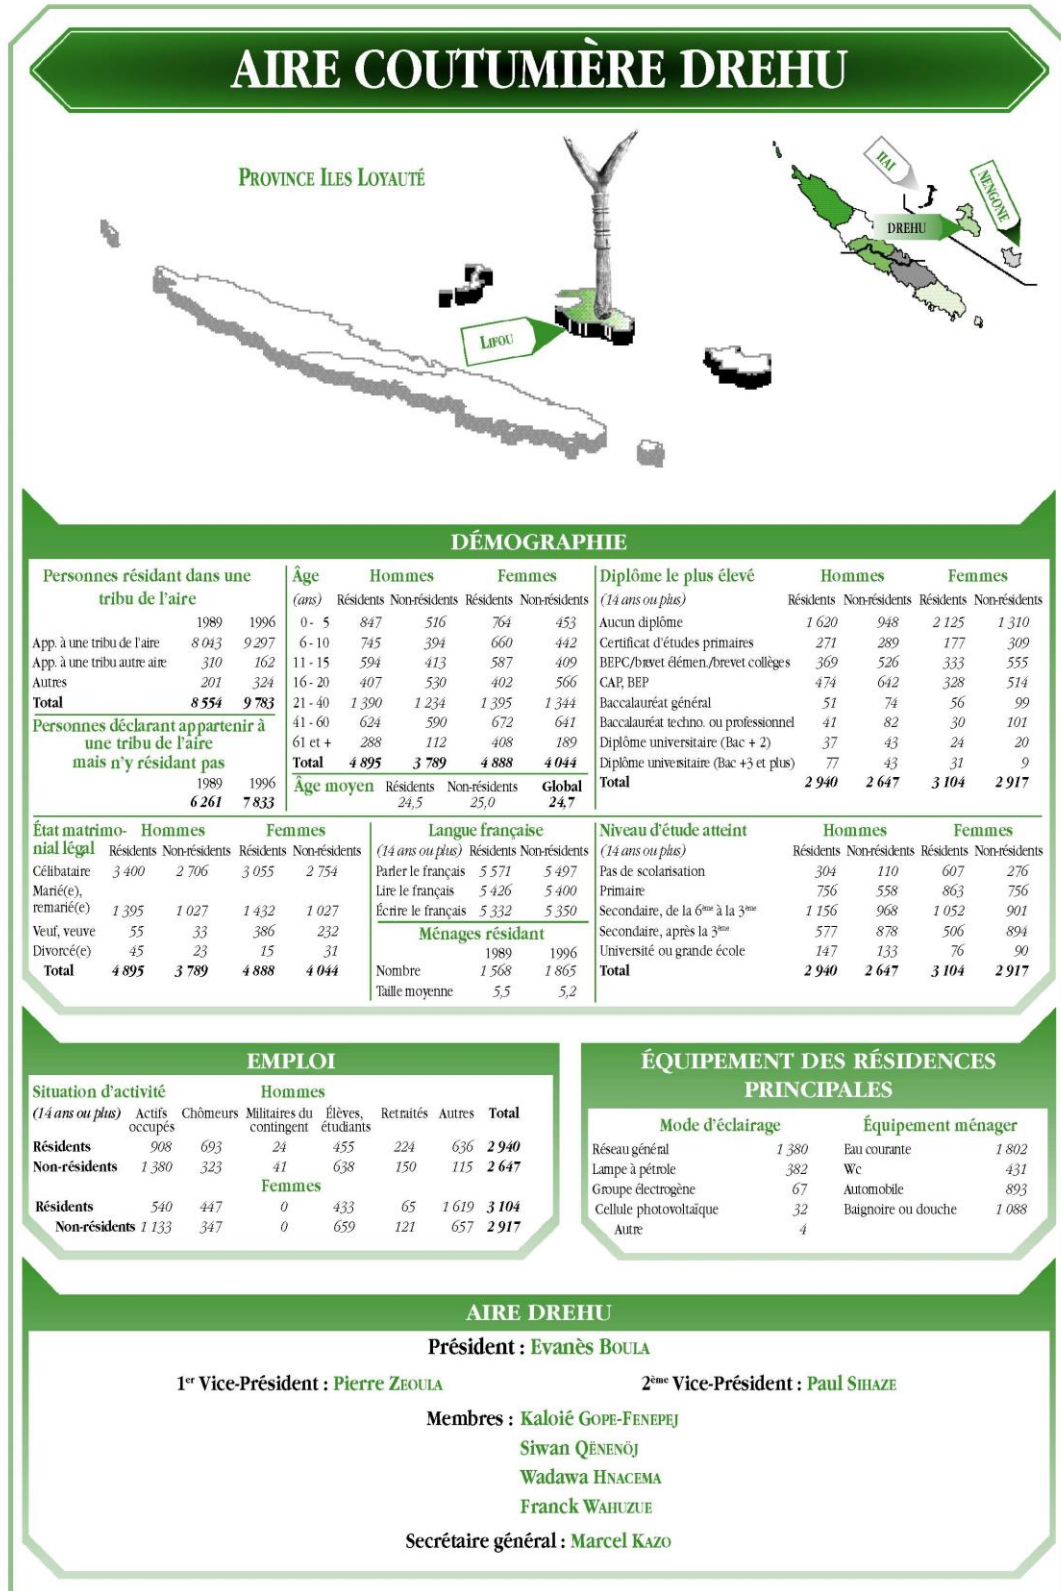 AIRE COUTUMIÈRE DREHU
PROVINCE ILES LOYAUTÉ
LIFOU
IIAI
NENGONE
DREHU
DÉMOGRAPHIE
Personnes résidant dans une
tribu de l'aire
1989 1996
App. à une tribu de l'aire 8 043 9 297
App. à une tribu autre aire 310 162
Autres 201 324
Total 8 554 9 783
Personnes déclarant appartenir à
une tribu de l'aire
mais n'y résidant pas
1989 1996
6 261 7 833
Âge Hommes Femmes
(ans) Résidents Non-résidents Résidents Non-résidents
0 - 5 847 516 764 453
6 - 10 745 394 660 442
11 - 15 594 413 587 409
16 - 20 407 530 402 566
21 - 40 1 390 1 234 1 395 1 344
41 - 60 624 590 672 641
61 et + 288 112 408 189
Total 4 895 3 789 4 888 4 044
Âge moyen Résidents Non-résidents Global
24,5 25,0 24,7
Diplôme le plus élevé Hommes Femmes
(14 ans ou plus) Résidents Non-résidents Résidents Non-résidents
Aucun diplôme 1 620 948 2 125 1 310
Certificat d'études primaires 271 289 177 309
BEPC/brevet élémen./brevet collèges 369 526 333 555
CAP, BEP 474 642 328 514
Baccalauréat général 51 74 56 99
Baccalauréat techno. ou professionnel 41 82 30 101
Diplôme universitaire (Bac + 2) 37 43 24 20
Diplôme universitaire (Bac +3 et plus) 77 43 31 9
Total 2 940 2 647 3 104 2 917
État matrimo- Hommes Femmes
nial légal Résidents Non-résidents Résidents Non-résidents
Célibataire 3 400 2 706 3 055 2 754
Marié(e),
remarié(e) 1 395 1 027 1 432 1 027
Veuf, veuve 55 33 386 232
Divorcé(e) 45 23 15 31
Total 4 895 3 789 4 888 4 044
Langue française
(14 ans ou plus) Résidents Non-résidents
Parler le français 5 571 5 497
Lire le français 5 426 5 400
Écrire le français 5 332 5 350
Ménages résidant
1989 1996
Nombre 1 568 1 865
Taille moyenne 5,5 5,2
Niveau d'étude atteint Hommes Femmes
(14 ans ou plus) Résidents Non-résidents Résidents Non-résidents
Pas de scolarisation 304 110 607 276
Primaire 756 558 863 756
Secondaire, de la 6ème à la 3ème 1 156 968 1 052 901
Secondaire, après la 3ème 577 878 506 894
Université ou grande école 147 133 76 90
Total 2 940 2 647 3 104 2 917
EMPLOI
Situation d'activité Hommes
(14 ans ou plus) Actifs Chômeurs Militaires du Élèves, Retraités Autres Total
occupés contingent étudiants
Résidents 908 693 24 455 224 636 2 940
Non-résidents 1 380 323 41 638 150 115 2 647
Femmes
Résidents 540 447 0 433 65 1 619 3 104
Non-résidents 1 133 347 0 659 121 657 2 917
ÉQUIPEMENT DES RÉSIDENCES
PRINCIPALES
Mode d'éclairage
Réseau général 1 380
Lampe à pétrole 382
Groupe électrogène 67
Cellule photovoltaïque 32
Autre 4
Équipement ménager
Eau courante 1 802
Wc 431
Automobile 893
Baignoire ou douche 1 088
AIRE DREHU
Président : Evanès BOULA
1er Vice-Président : Pierre ZEOULA 2ème Vice-Président : Paul SIHAZE
Membres : Kaloié GOPE-FENEPEJ
Siwan QËNENÖJ
Wadawa HNACEMA
Franck WAHUZUE
Secrétaire général : Marcel KAZO